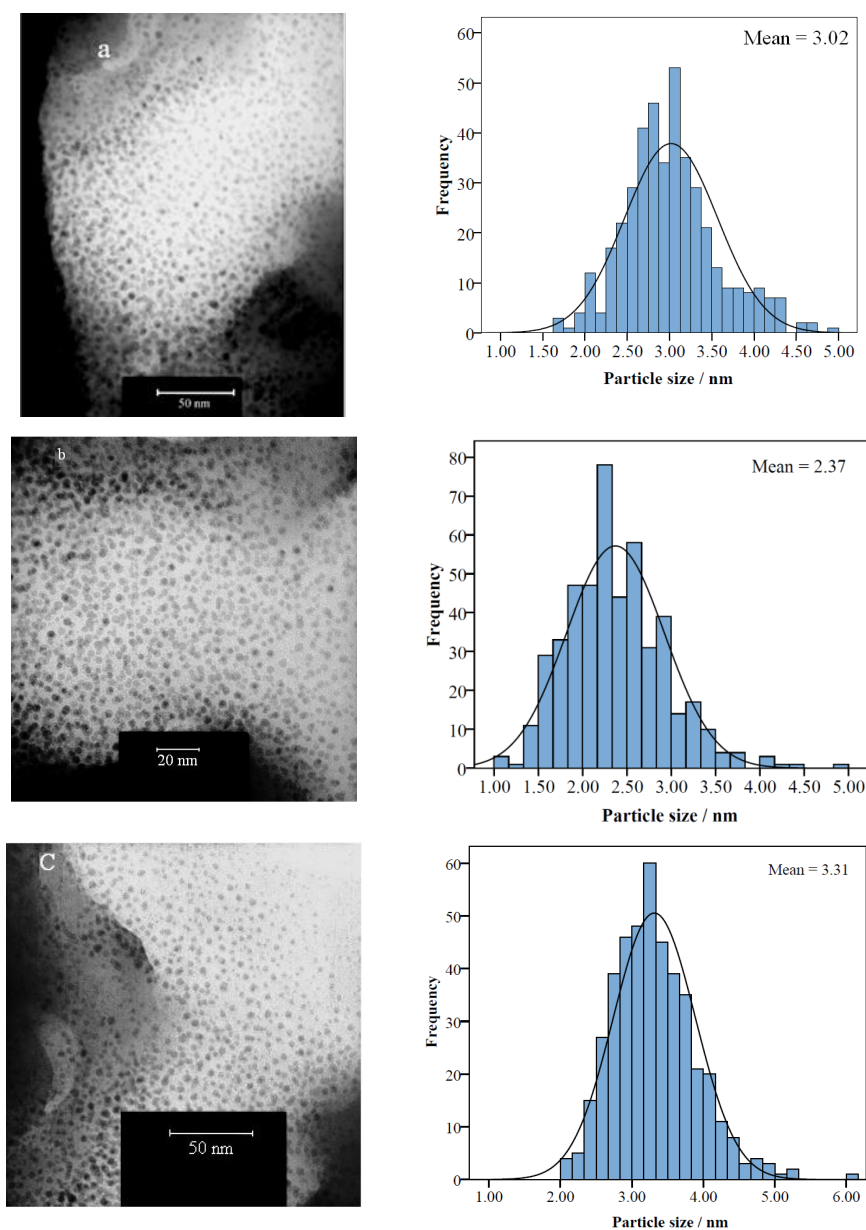 a
50 nm
Mean = 3.02
Frequency
60
50
40
30
20
10
0
1.00 1.50 2.00 2.50 3.00 3.50 4.00 4.50 5.00
Particle size / nm
b
20 nm
Mean = 2.37
Frequency
80
70
60
50
40
30
20
10
0
1.00 1.50 2.00 2.50 3.00 3.50 4.00 4.50 5.00
Particle size / nm
C
50 nm
Mean = 3.31
Frequency
60
50
40
30
20
10
0
1.00 2.00 3.00 4.00 5.00 6.00
Particle size / nm